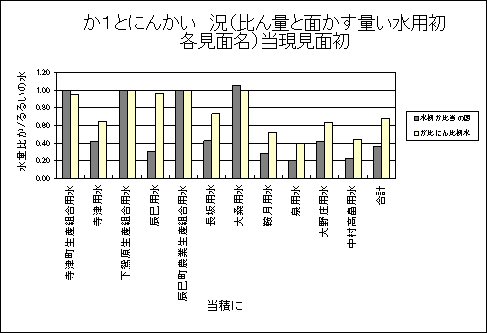 か１とにんかい　況（比ん量と面かす量い水用初
各見面名）当現見面初
水量比か/るるいの水
1.20
1.00
0.80
0.60
0.40
0.20
0.00
寺津町生産組合用水
寺津用水
下鴬原生産組合用水
辰巳用水
辰巳町農業生産組合用水
長坂用水
大桑用水
鞍月用水
泉用水
大野庄用水
中村高畠用水
合計
当積に
が比にん比柄水